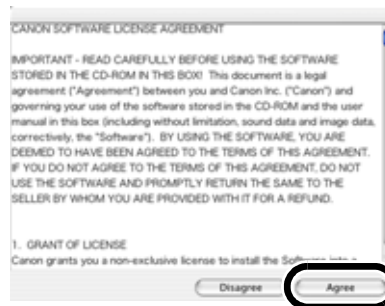 CANON SOFTWARE LICENSE AGREEMENT
IMPORTANT - READ CAREFULLY BEFORE USING THE SOFTWARE
STORED IN THE CD-ROM IN THIS BOX! This document is a legal
agreement ("Agreement") between you and Canon Inc. ("Canon") and
governing your use of the software stored in the CD-ROM and the user
manual in this box (including without limitation, sound data and image data,
correctively, the "Software"). BY USING THE SOFTWARE, YOU ARE
DEEMED TO HAVE BEEN AGREED TO THE TERMS OF THIS AGREEMENT.
IF YOU DO NOT AGREE TO THE TERMS OF THIS AGREEMENT, DO NOT
USE THE SOFTWARE AND PROMPTLY RETURN THE SAME TO THE
SELLER BY WHOM YOU ARE PROVIDED WITH IT FOR A REFUND.
1. GRANT OF LICENSE
Canon grants you a non-exclusive license to install the Software into a
Disagree Agree